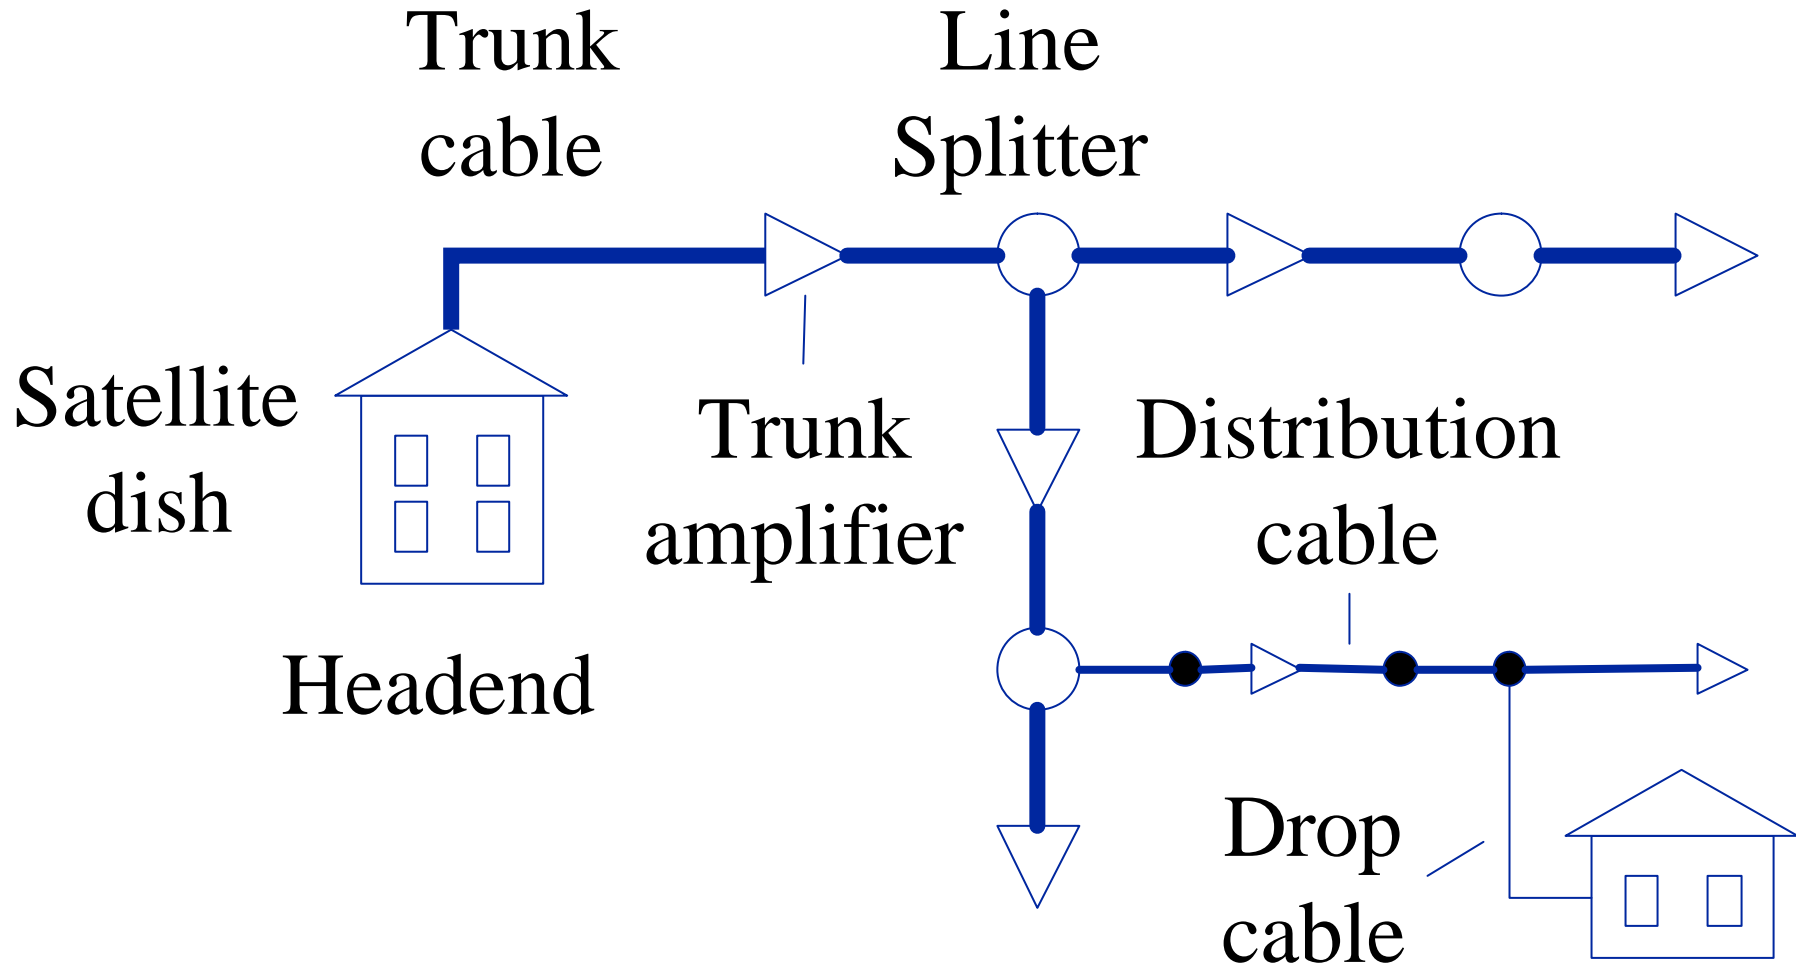 Trunk
cable
Line
Splitter
Satellite
dish
Trunk
amplifier
Distribution
cable
Headend
Drop
cable